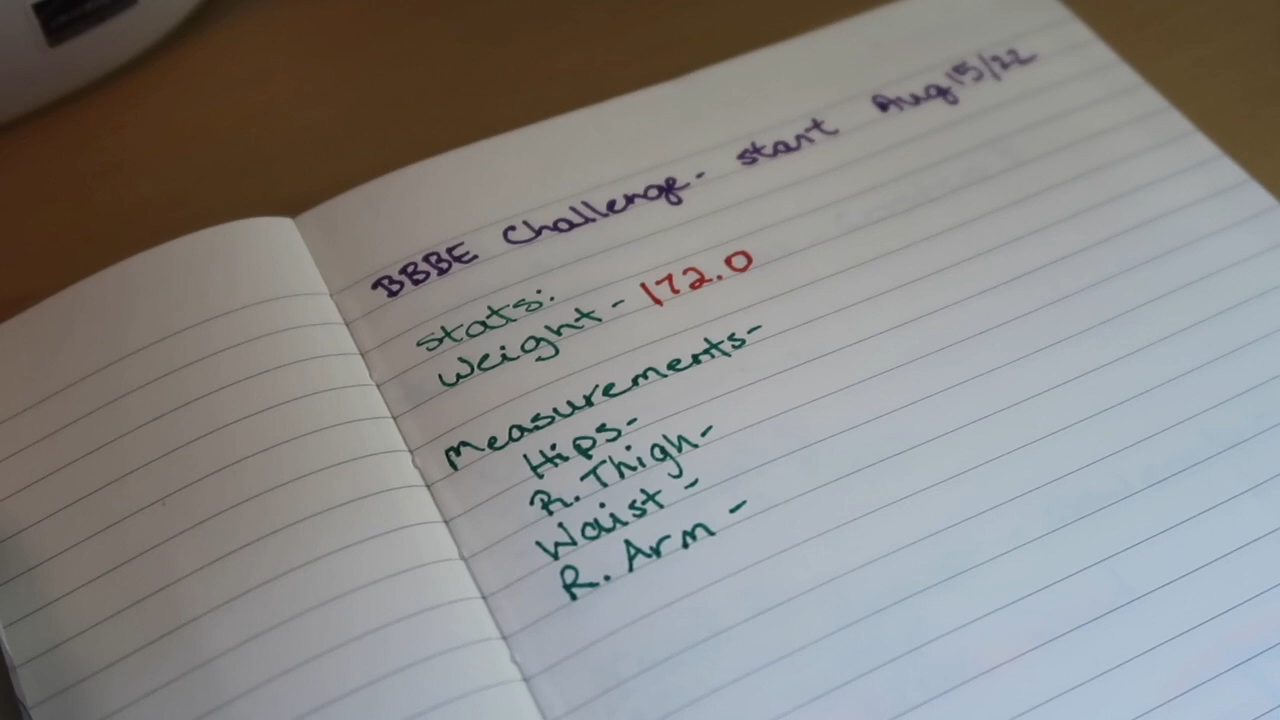 BBBE Challenge - start Aug 15/22
stats:
Weight - 172.0
Measurements-
Hips-
R. Thigh-
Waist -
R. Arm -